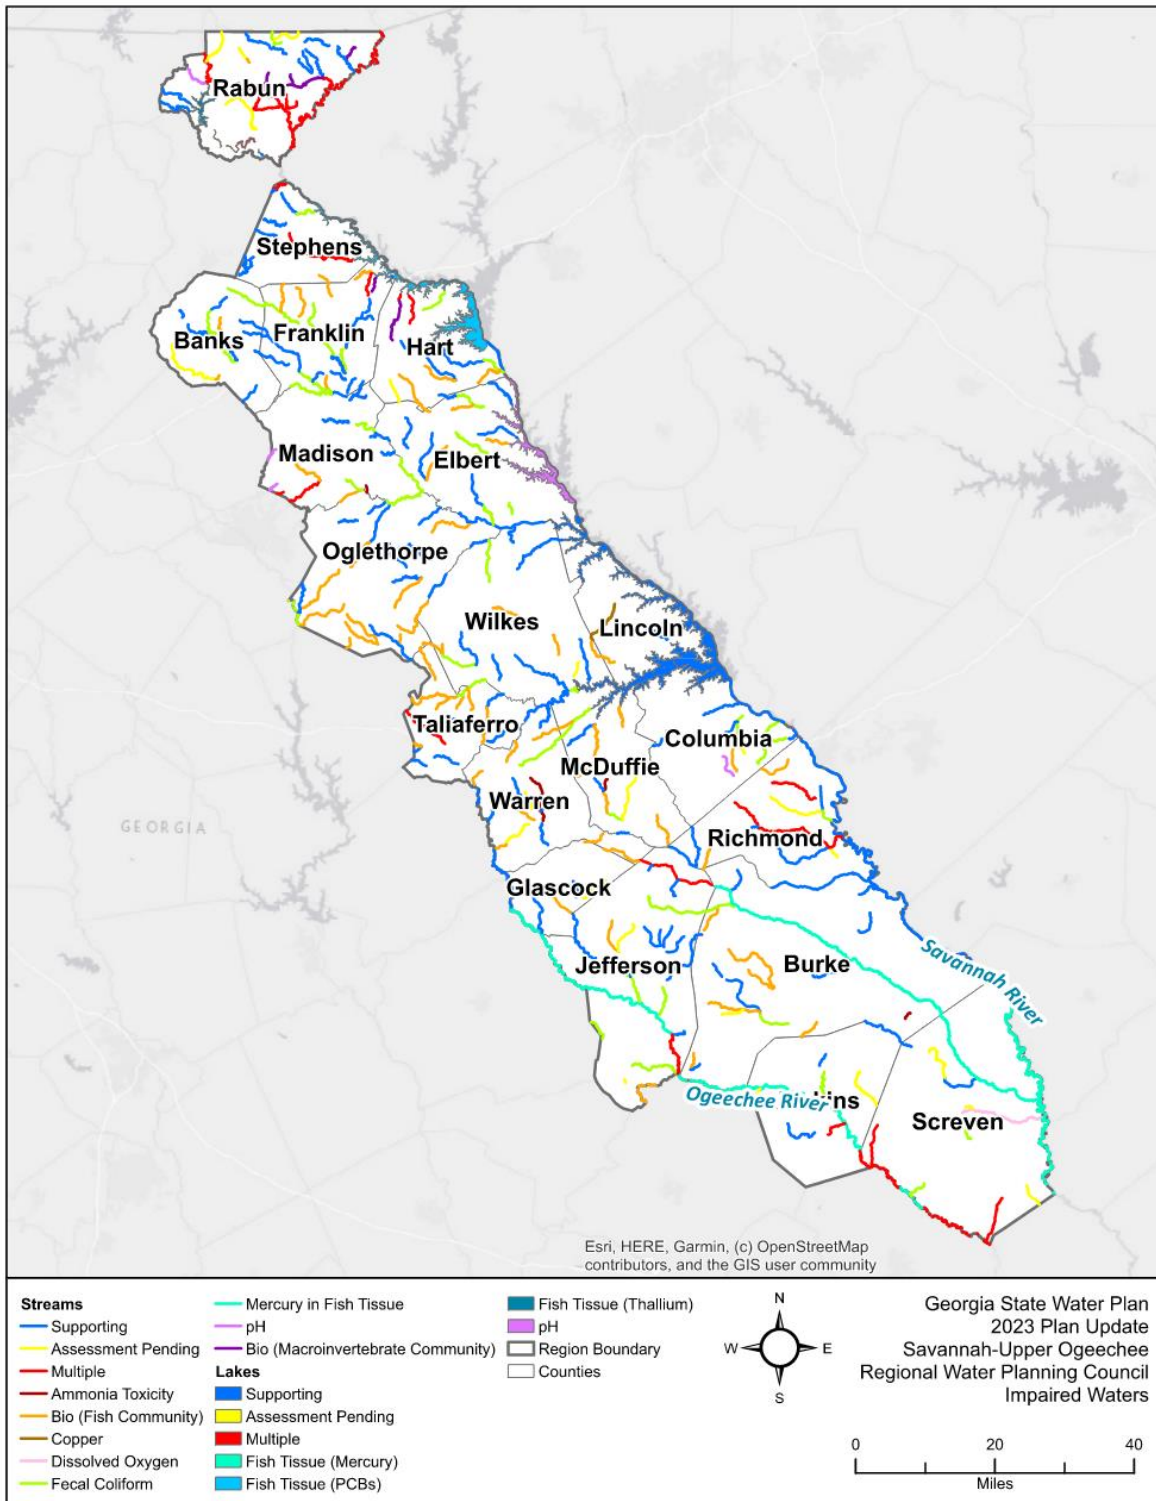 Rabun
Stephens
Banks
Franklin
Hart
Madison
Elbert
Oglethorpe
Wilkes
Lincoln
Taliaferro
Columbia
McDuffie
Warren
GEORGIA
Richmond
Glascock
Jefferson
Burke
Savannah River
Ogeechee River
Screven
Esri, HERE, Garmin, (c) OpenStreetMap
contributors, and the GIS user community
Streams
Supporting
Assessment Pending
Multiple
Ammonia Toxicity
Bio (Fish Community)
Copper
Dissolved Oxygen
Fecal Coliform
Mercury in Fish Tissue
pH
Bio (Macroinvertebrate Community)
Lakes
Supporting
Assessment Pending
Multiple
Fish Tissue (Mercury)
Fish Tissue (PCBs)
Fish Tissue (Thallium)
pH
Region Boundary
Counties
N
W E
S
Georgia State Water Plan
2023 Plan Update
Savannah-Upper Ogeechee
Regional Water Planning Council
Impaired Waters
0 20 40
Miles